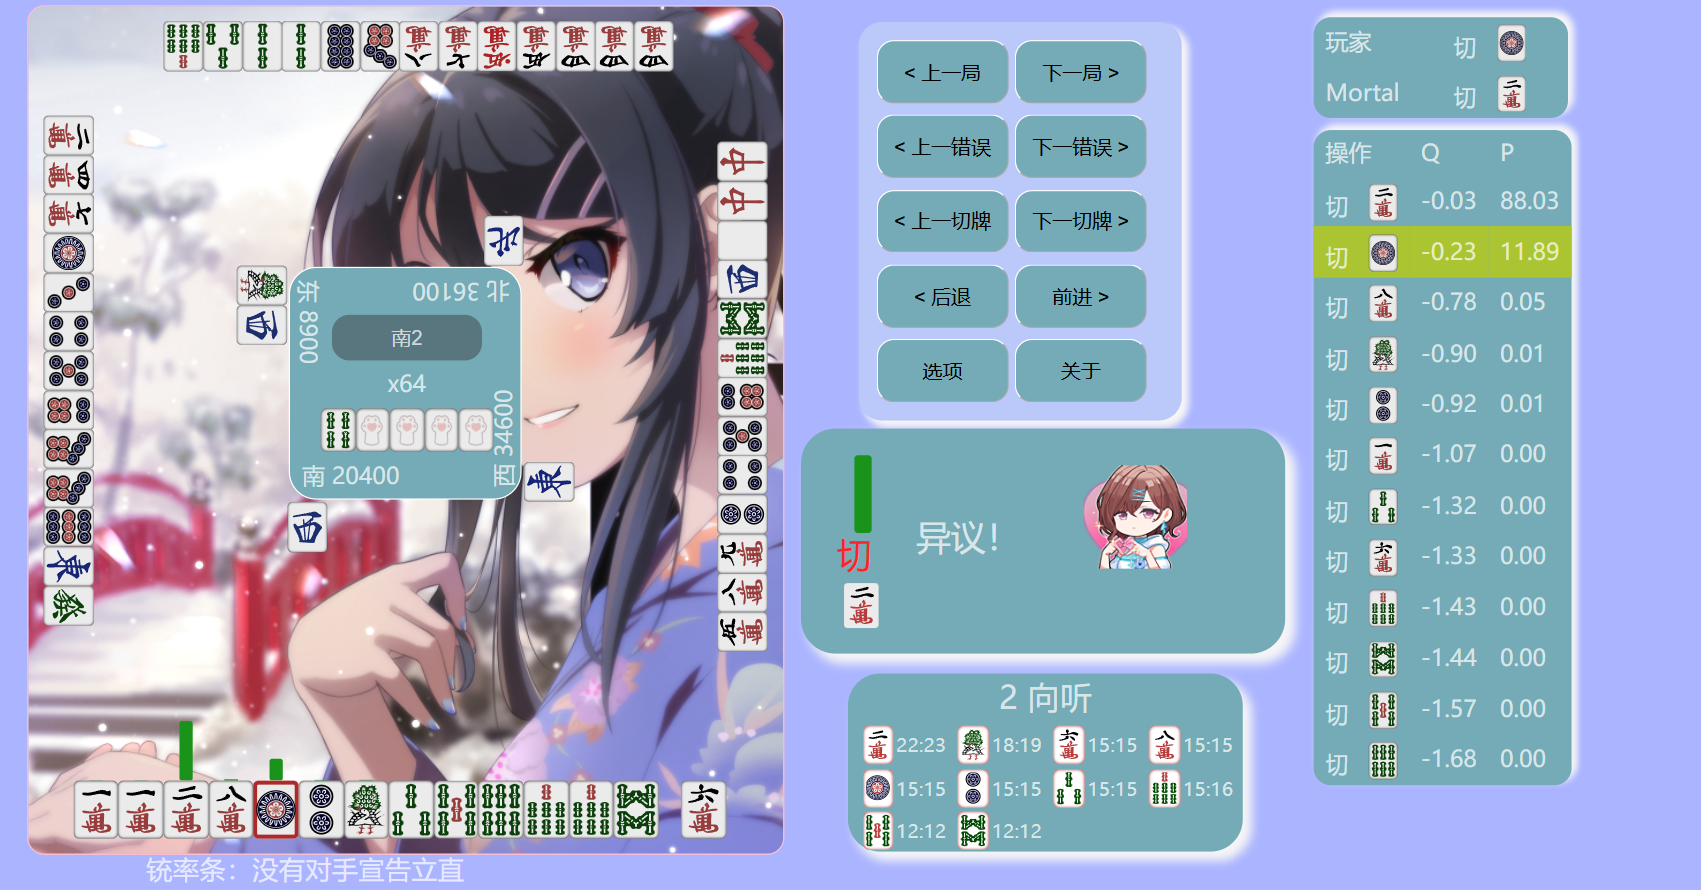 北 36100
东 8900
南2
x64
西 34600
南 20400
铳率条：没有对手宣告立直
< 上一局
下一局 >
< 上一错误
下一错误 >
< 上一切牌
下一切牌 >
< 后退
前进 >
选项
关于
切
异议！
2 向听
22:23 18:19 15:15 15:15
15:15 15:15 15:15 15:16
12:12 12:12
玩家 切
Mortal 切
操作 Q P
切 -0.03 88.03
切 -0.23 11.89
切 -0.78 0.05
切 -0.90 0.01
切 -0.92 0.01
切 -1.07 0.00
切 -1.32 0.00
切 -1.33 0.00
切 -1.43 0.00
切 -1.44 0.00
切 -1.57 0.00
切 -1.68 0.00